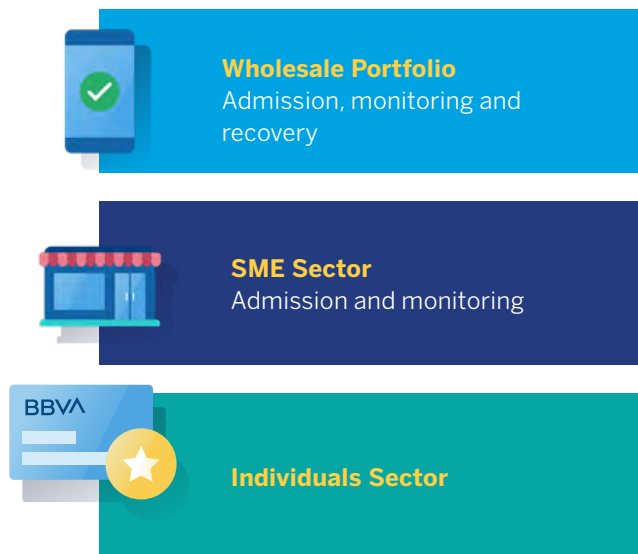 Wholesale Portfolio
Admission, monitoring and
recovery
SME Sector
Admission and monitoring
BBVA
Individuals Sector